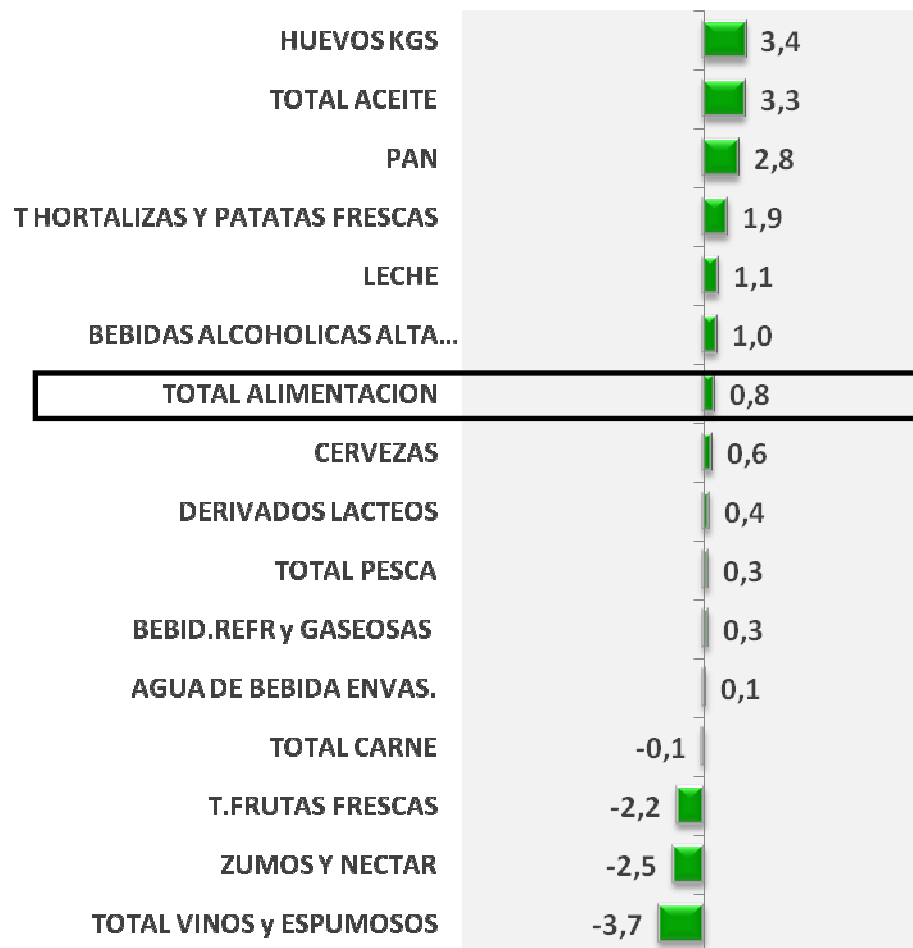 HUEVOS KGS 3,4
TOTAL ACEITE 3,3
PAN 2,8
T HORTALIZAS Y PATATAS FRESCAS 1,9
LECHE 1,1
BEBIDAS ALCOHOLICAS ALTA... 1,0
TOTAL ALIMENTACION 0,8
CERVEZAS 0,6
DERIVADOS LACTEOS 0,4
TOTAL PESCA 0,3
BEBID.REFR y GASEOSAS 0,3
AGUA DE BEBIDA ENVAS. 0,1
TOTAL CARNE -0,1
T.FRUTAS FRESCAS -2,2
ZUMOS Y NECTAR -2,5
TOTAL VINOS y ESPUMOSOS -3,7